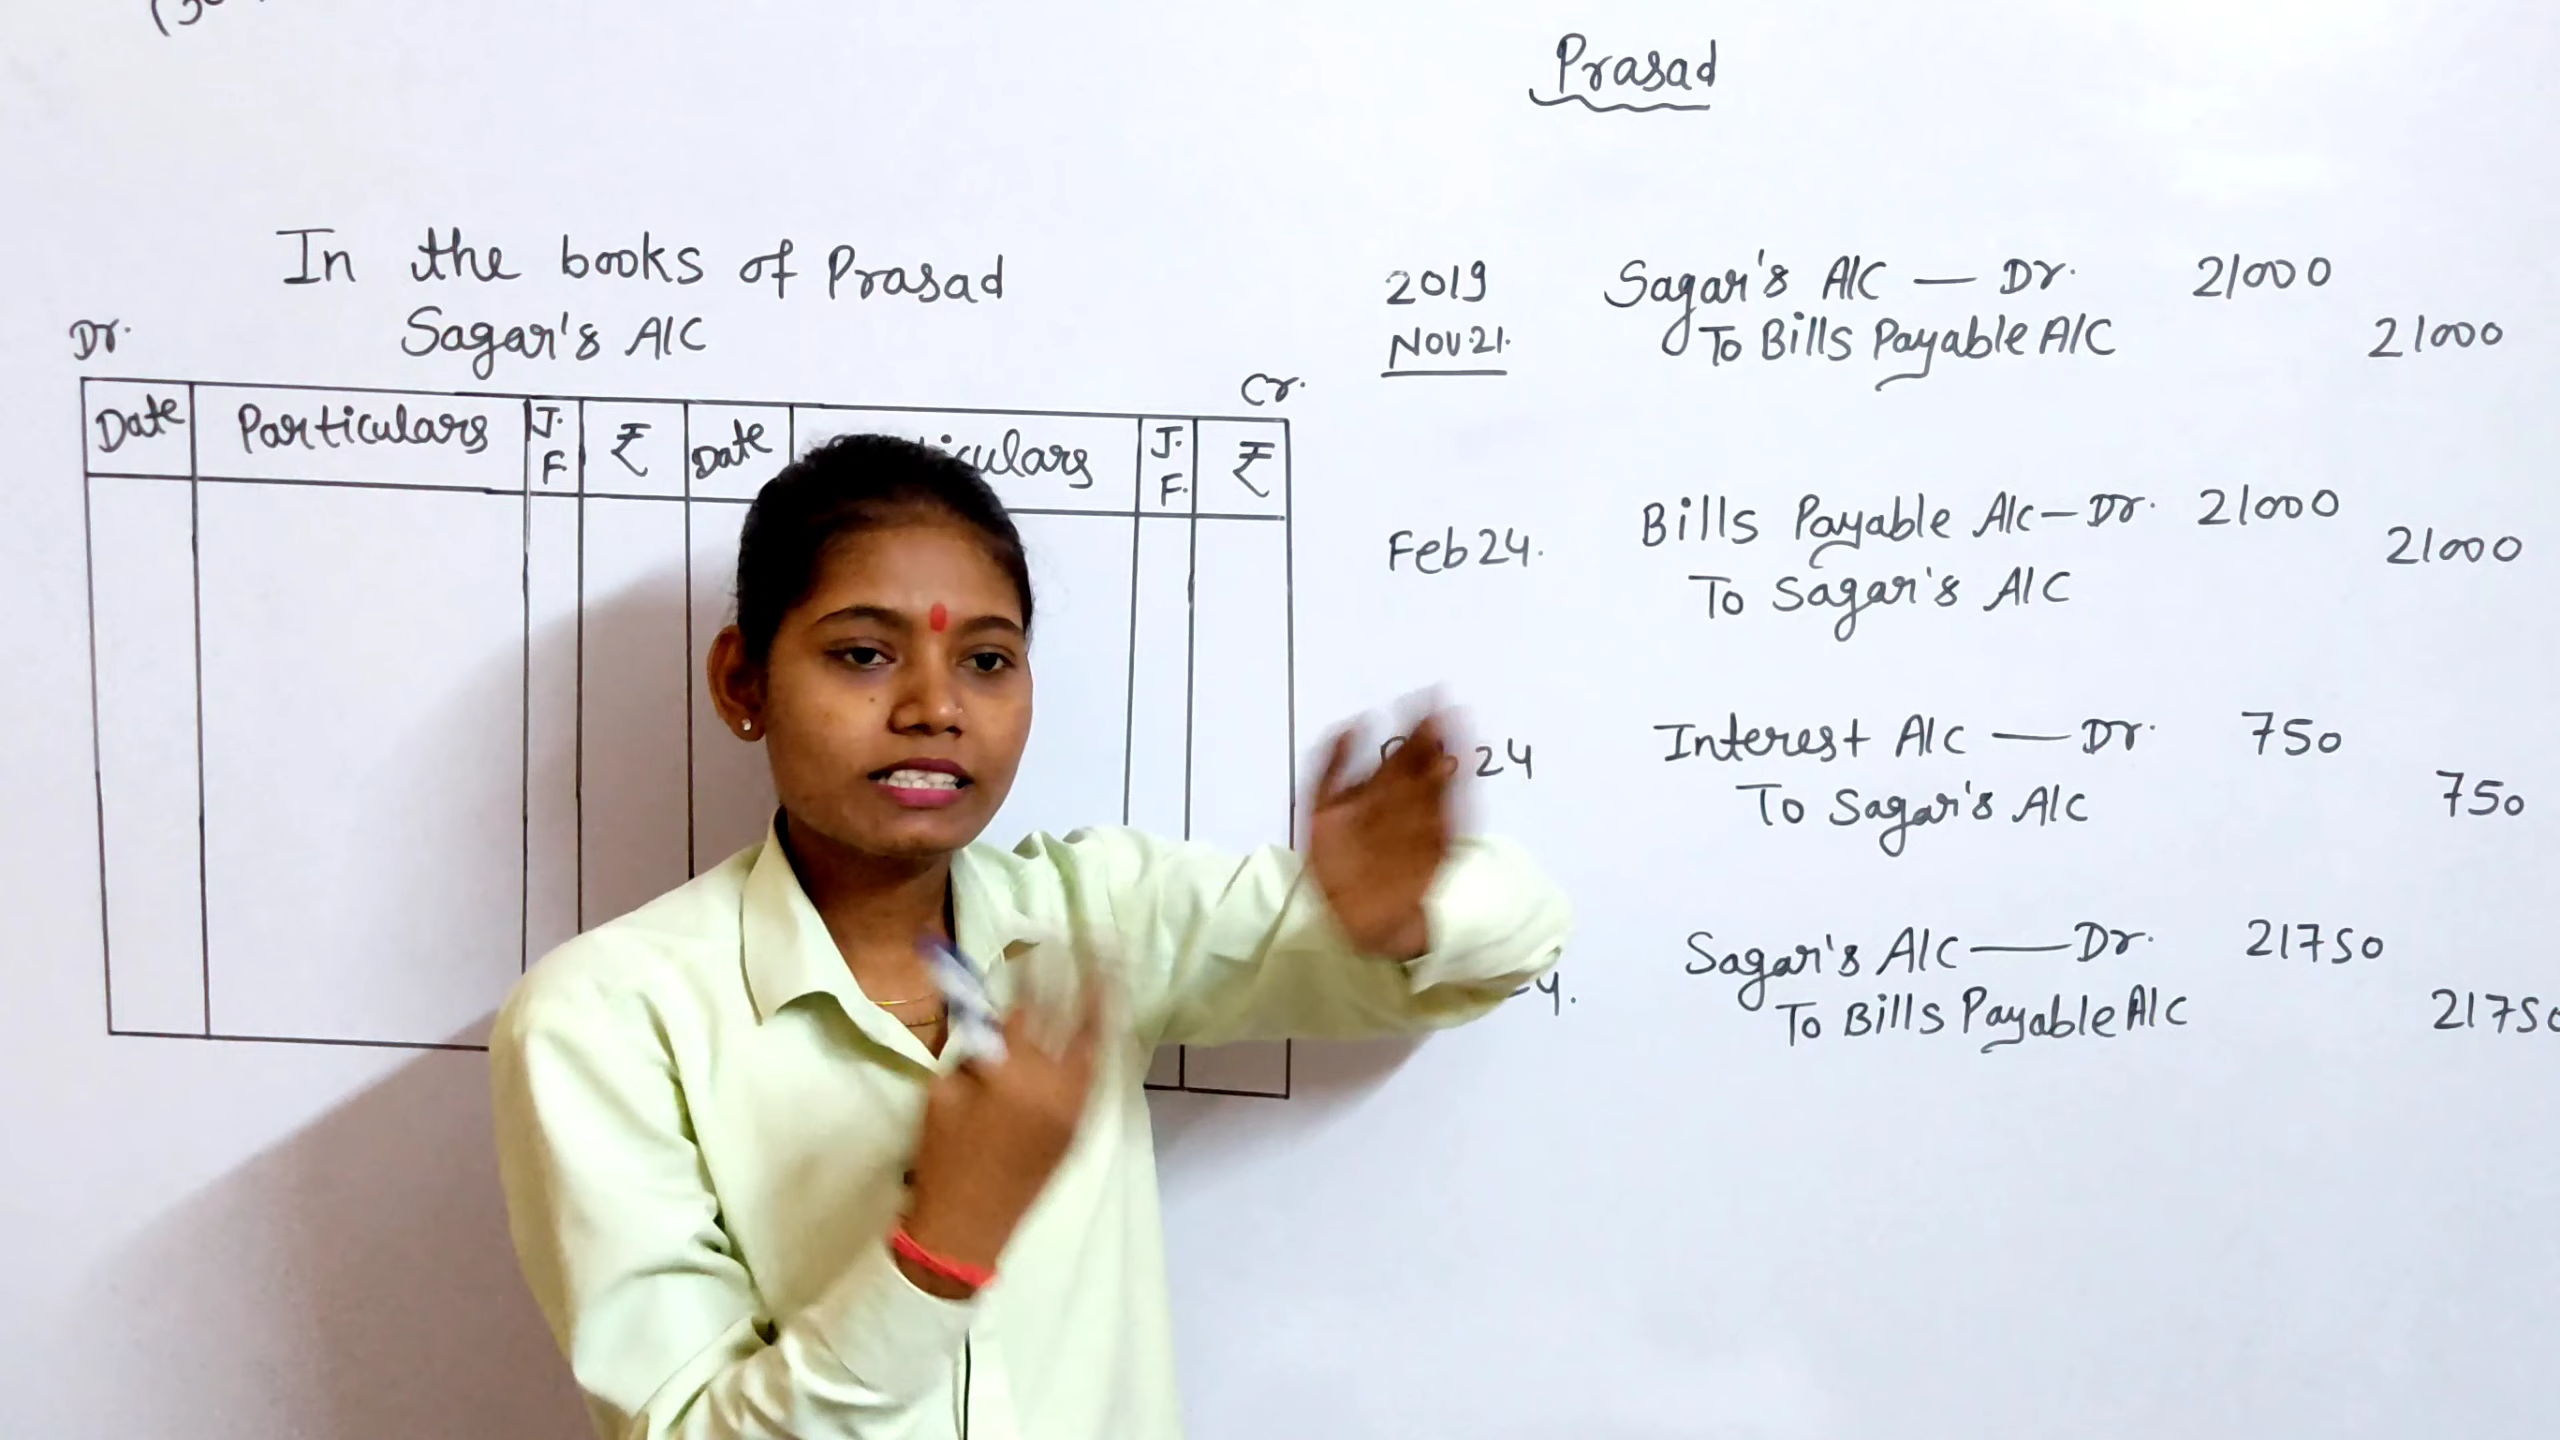 Prasad
In the books of Prasad
Sagar's A/C
Dr.
Cr.
Date Particulars J. F ₹ Date J. F. ₹
2019 Sagar's A/C — Dr. 21000
Nov.21. To Bills Payable A/C 21000
Feb 24. Bills Payable A/c — Dr. 21000
To Sagar's A/C 21000
24 Interest A/C — Dr. 750
To Sagar's A/C 750
Sagar's A/C — Dr. 21750
To Bills Payable A/C 21750